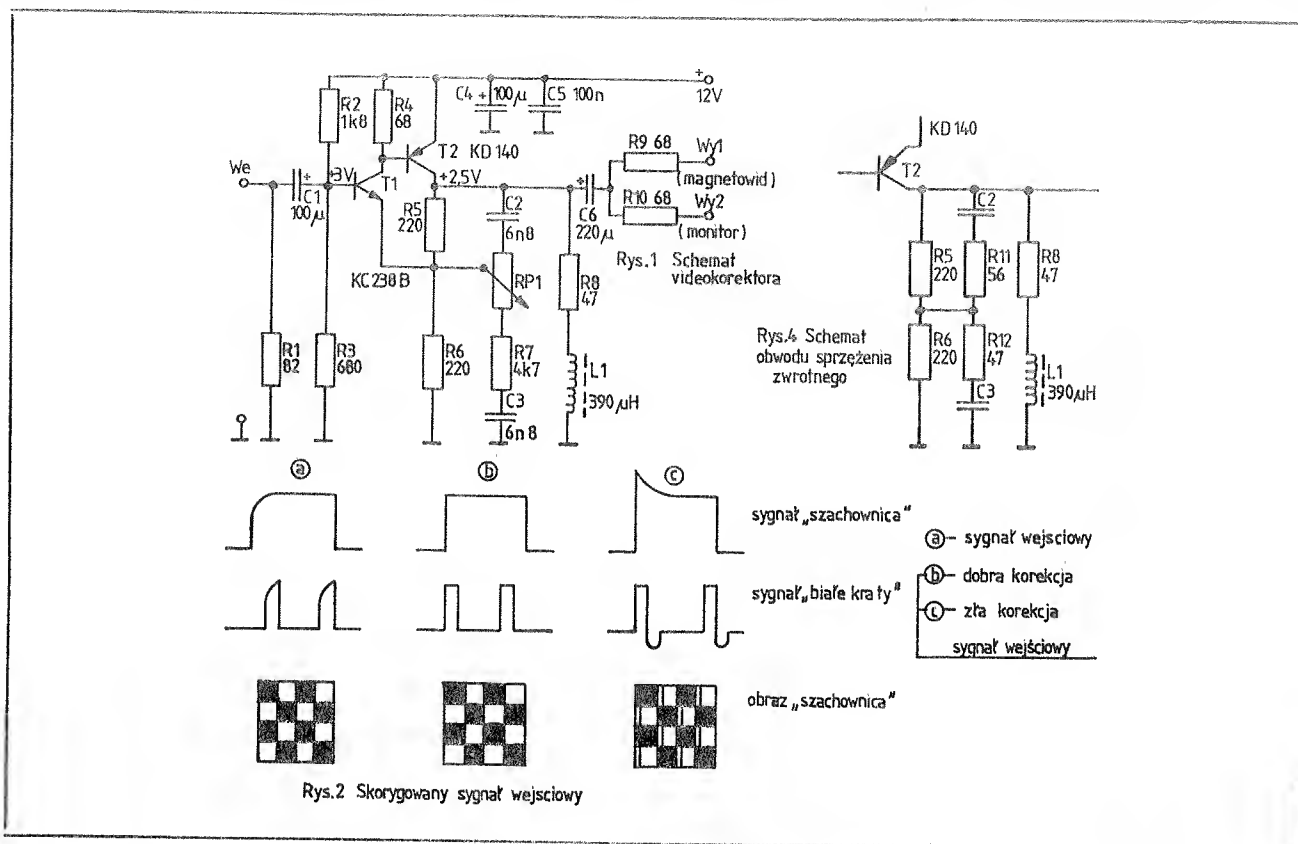 We
R2
1k8
R4
68
C4 + 100µ
C5 100n
+
12V
T2 KD 140
+3V
T1
+
C1
100µ
+2,5V
R5
220
C2
6n8
+
C6
220µ
R9 68
Wy1
(magnetowid)
R10 68
Wy2
(monitor)
Rys.1 Schemat
videokorektora
KC 238 B
RP1
R8
47
R1
82
R3
680
R6
220
R7
4k7
C3
6n8
L1
390µH
KD 140
T2
C2
R5
220
R11
56
R8
47
Rys.4 Schemat
obwodu sprzężenia
zwrotnego
R6
220
R12
47
C3
L1
390µH
a
b
c
sygnał „szachownica"
sygnał „białe kraty"
obraz „szachownica"
a - sygnał wejsciowy
b - dobra korekcja
c - zła korekcja
sygnał wejściowy
Rys.2 Skorygowany sygnał wejsciowy